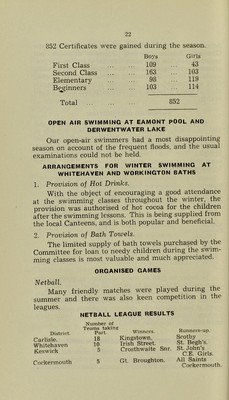 22
852 Certificates were gained during the season.
Boys Girls
First Class ... ... 109 ... 43
Second Class ... ... 163 ... 103
Elementary ... ... 98 ... 119
Beginners ... ... 103 ... 114
Total ... ... 852
OPEN AIR SWIMMING AT EAMONT POOL AND
DERWENTWATER LAKE
Our open-air swimmers had a most disappointing
season on account of the frequent floods, and the usual
examinations could not be held.
ARRANGEMENTS FOR WINTER SWIMMING AT
WHITEHAVEN AND WORKINGTON BATHS
1. Provision of Hot Drinks.
With the object of encouraging a good attendance
at the swimming classes throughout the winter, the
provision was authorised of hot cocoa for the children
after the swimming lessons. This is being supplied from
the local Canteens, and is both popular and beneficial.
2. Provision of Bath Towels.
The limited supply of bath towels purchased by the
Committee for loan to needy children during the swim-
ming classes is most valuable and much appreciated.
ORGANISED GAMES
Netball.
Many friendly matches were played during the
summer and there was also keen competition in the
leagues.
NETBALL LEAGUE RESULTS
Number of
Teams taking
District. Part. Winners. Runners-up.
Carlisle. 18 Kingstown. Scotby
Whitehaven 10 Irish Street. St. Begh's.
Keswick 5 Crosthwaite Snr. St. John's
C.E. Girls.
Cockermouth 5 Gt. Broughton. All Saints
Cockermouth.